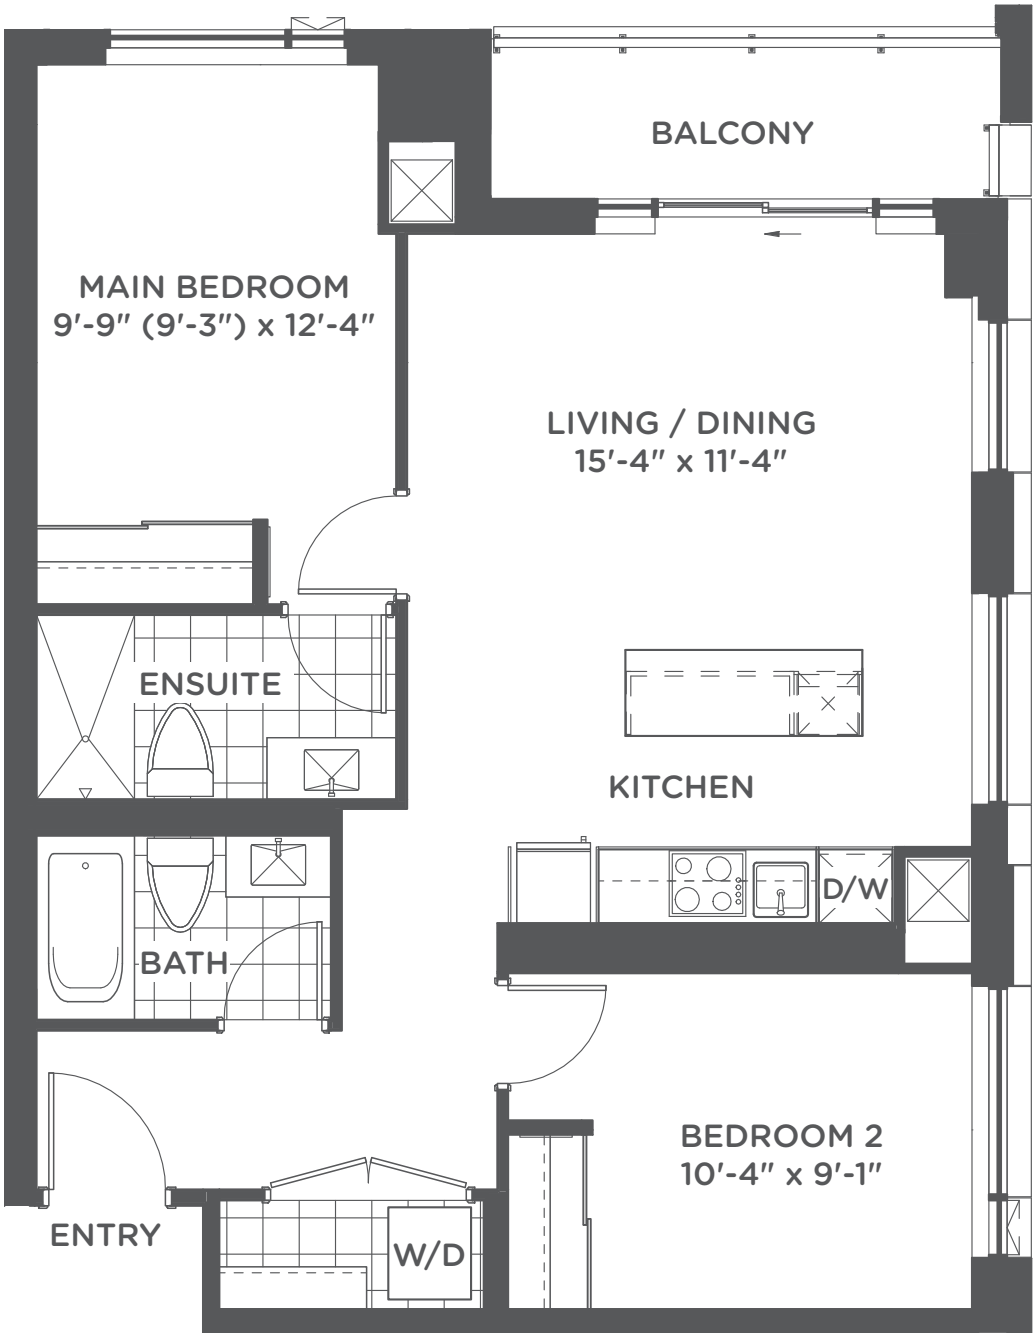 BALCONY
MAIN BEDROOM
9'-9" (9'-3") x 12'-4"
LIVING / DINING
15'-4" x 11'-4"
ENSUITE
KITCHEN
D/W
BATH
BEDROOM 2
10'-4" x 9'-1"
ENTRY
W/D